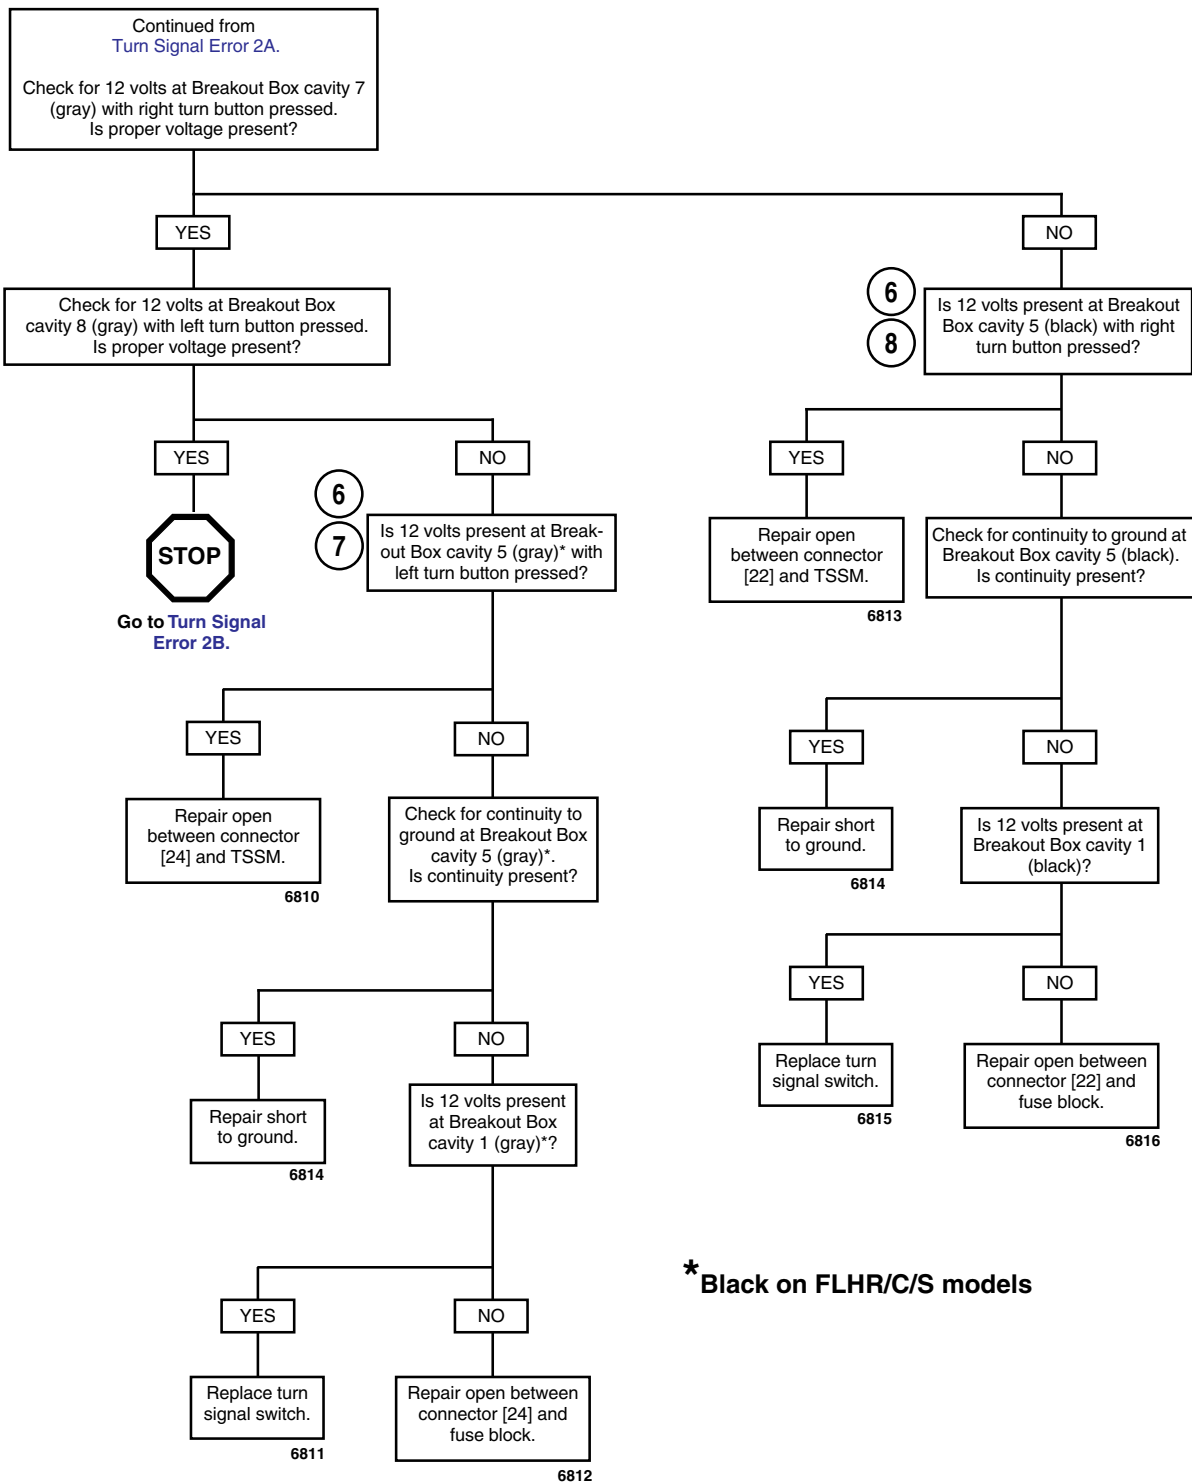 Continued from
Turn Signal Error 2A.
Check for 12 volts at Breakout Box cavity 7
(gray) with right turn button pressed.
Is proper voltage present?
YES
NO
Check for 12 volts at Breakout Box
cavity 8 (gray) with left turn button pressed.
Is proper voltage present?
6
8
Is 12 volts present at Breakout
Box cavity 5 (black) with right
turn button pressed?
YES
NO
YES
NO
STOP
Go to Turn Signal
Error 2B.
6
7
Is 12 volts present at Break-
out Box cavity 5 (gray)* with
left turn button pressed?
Repair open
between connector
[22] and TSSM.
6813
Check for continuity to ground at
Breakout Box cavity 5 (black).
Is continuity present?
YES
NO
YES
NO
Repair open
between connector
[24] and TSSM.
6810
Check for continuity to
ground at Breakout Box
cavity 5 (gray)*.
Is continuity present?
Repair short
to ground.
6814
Is 12 volts present at
Breakout Box cavity 1
(black)?
YES
NO
YES
NO
Repair short
to ground.
6814
Is 12 volts present
at Breakout Box
cavity 1 (gray)*?
Replace turn
signal switch.
6815
Repair open between
connector [22] and
fuse block.
6816
*Black on FLHR/C/S models
YES
NO
Replace turn
signal switch.
6811
Repair open between
connector [24] and
fuse block.
6812